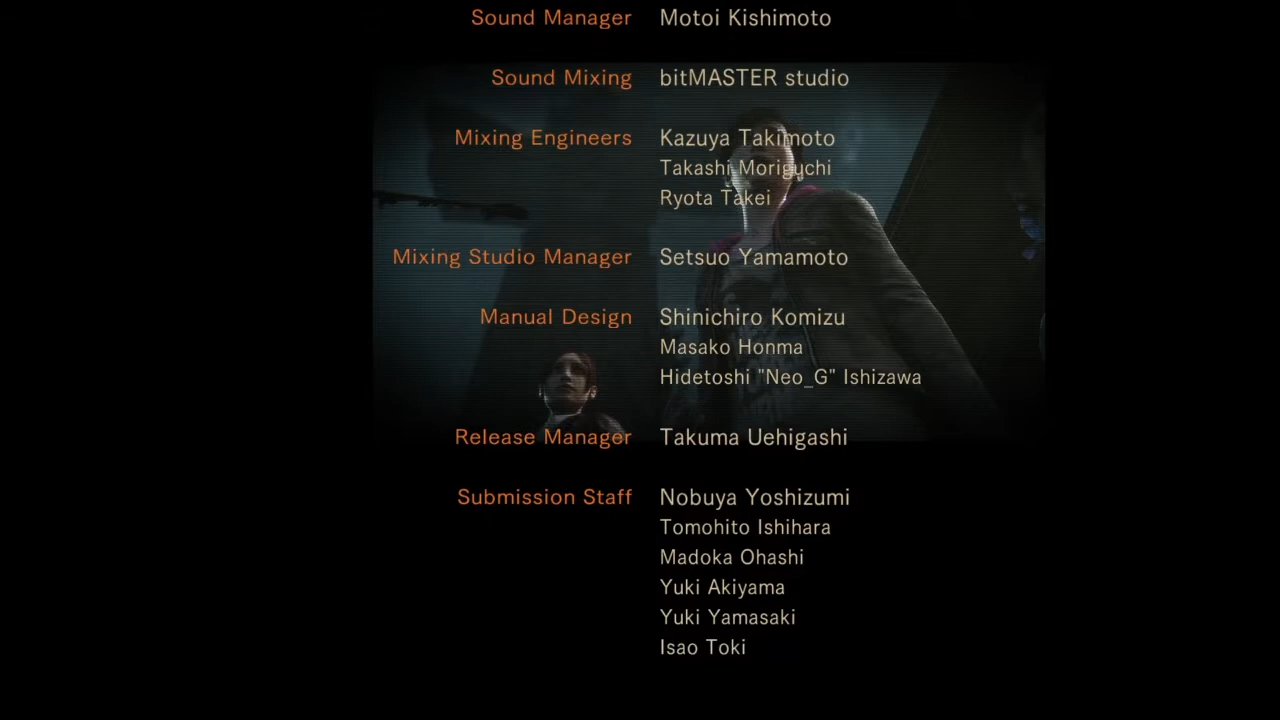 Sound Manager Motoi Kishimoto
Sound Mixing bitMASTER studio
Mixing Engineers Kazuya Takimoto
Takashi Moriguchi
Ryota Takei
Mixing Studio Manager Setsuo Yamamoto
Manual Design Shinichiro Komizu
Masako Honma
Hidetoshi "Neo_G" Ishizawa
Release Manager Takuma Uehigashi
Submission Staff Nobuya Yoshizumi
Tomohito Ishihara
Madoka Ohashi
Yuki Akiyama
Yuki Yamasaki
Isao Toki